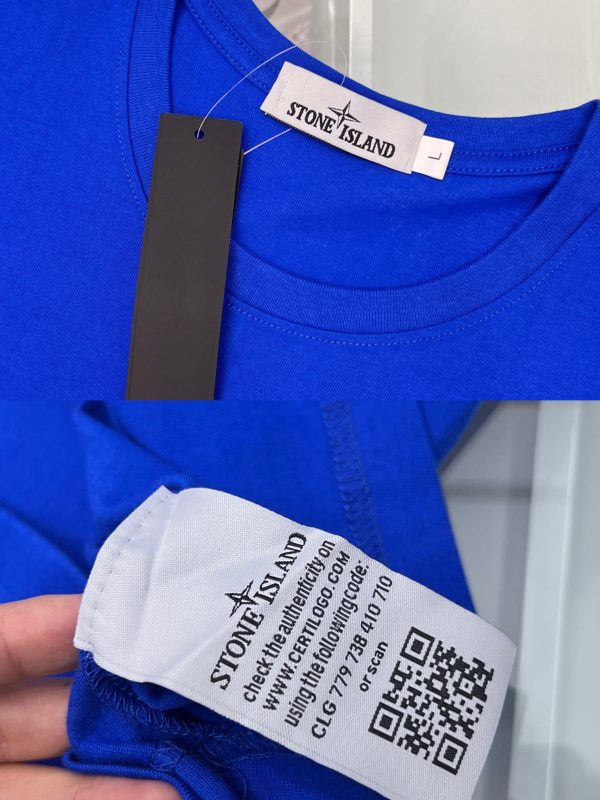 STONE ISLAND
L
STONE ISLAND
check the authenticity on
WWW.CERTILOGO.COM
using the following code:
CLG 779 738 410 710
or scan